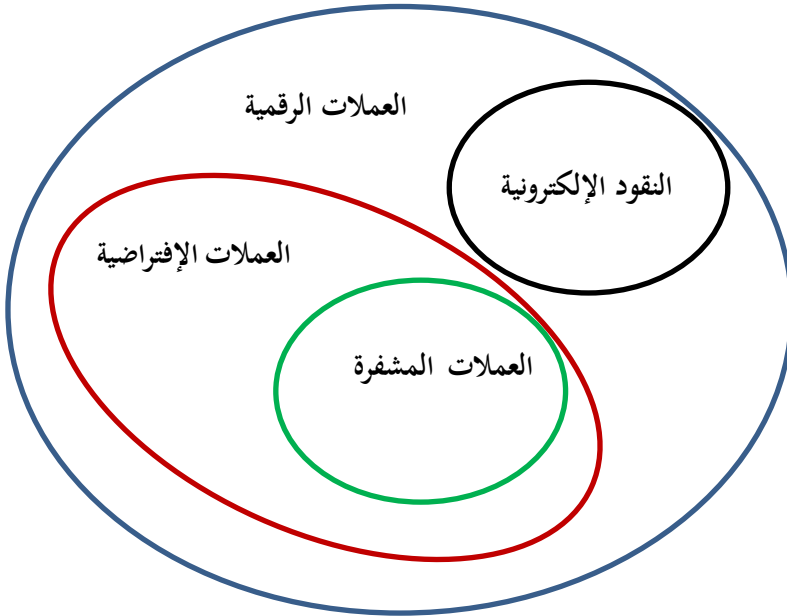 العملات الرقمية
النقود الإلكترونية
العملات الإفتراضية
العملات المشفرة